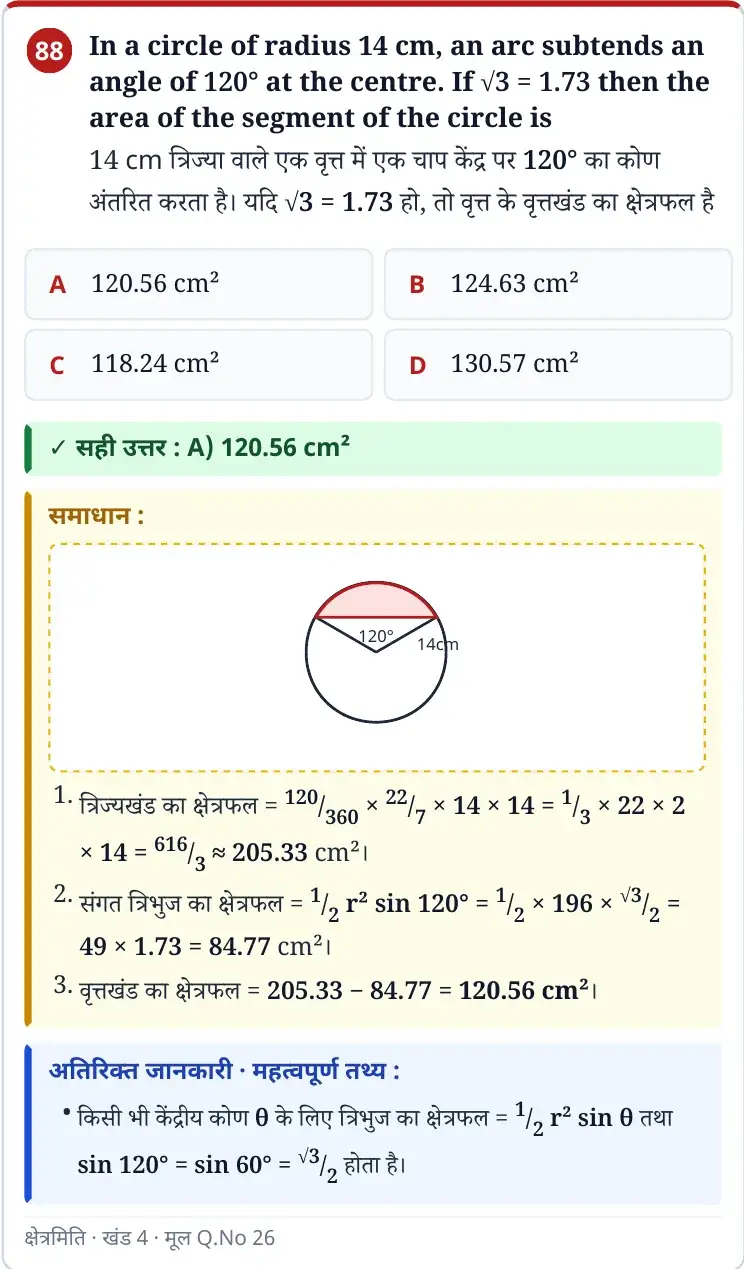 88
In a circle of radius 14 cm, an arc subtends an
angle of 120° at the centre. If √3 = 1.73 then the
area of the segment of the circle is
14 cm त्रिज्या वाले एक वृत्त में एक चाप केंद्र पर 120° का कोण
अंतरित करता है। यदि √3 = 1.73 हो, तो वृत्त के वृत्तखंड का क्षेत्रफल है
A 120.56 cm²
B 124.63 cm²
C 118.24 cm²
D 130.57 cm²
✓ सही उत्तर : A) 120.56 cm²
समाधान :
120°
14cm
1. त्रिज्यखंड का क्षेत्रफल = 120/360 × 22/7 × 14 × 14 = 1/3 × 22 × 2
× 14 = 616/3 ≈ 205.33 cm²।
2. संगत त्रिभुज का क्षेत्रफल = 1/2 r² sin 120° = 1/2 × 196 × √3/2 =
49 × 1.73 = 84.77 cm²।
3. वृत्तखंड का क्षेत्रफल = 205.33 − 84.77 = 120.56 cm²।
अतिरिक्त जानकारी · महत्वपूर्ण तथ्य :
• किसी भी केंद्रीय कोण θ के लिए त्रिभुज का क्षेत्रफल = 1/2 r² sin θ तथा
sin 120° = sin 60° = √3/2 होता है।
क्षेत्रमिति · खंड 4 · मूल Q.No 26